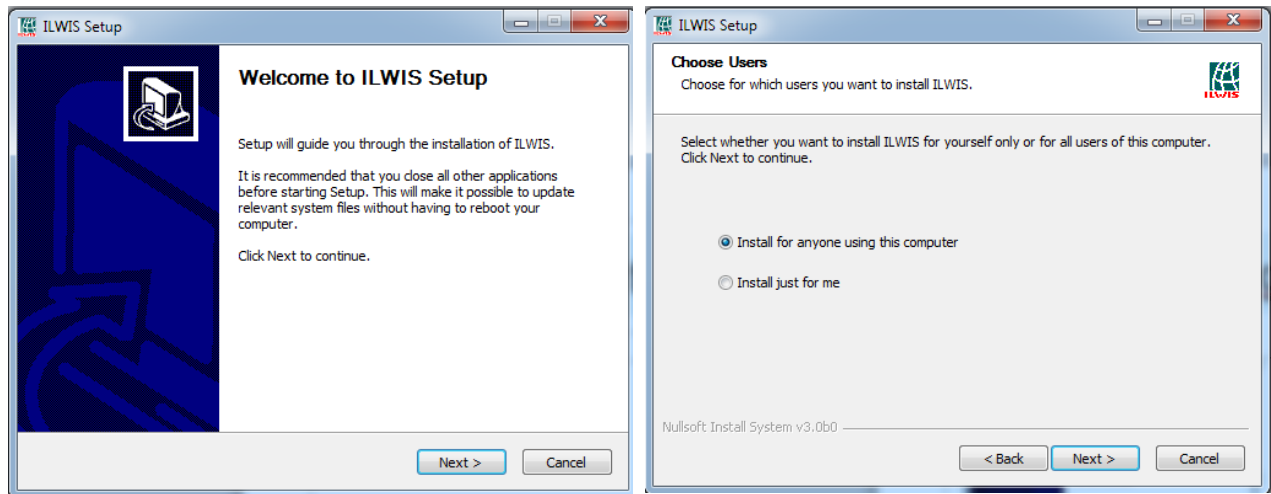 ILWIS Setup
Welcome to ILWIS Setup
Setup will guide you through the installation of ILWIS.
It is recommended that you close all other applications
before starting Setup. This will make it possible to update
relevant system files without having to reboot your
computer.
Click Next to continue.
Next >
Cancel
ILWIS Setup
Choose Users
Choose for which users you want to install ILWIS.
ILWIS
Select whether you want to install ILWIS for yourself only or for all users of this computer.
Click Next to continue.
Install for anyone using this computer
Install just for me
Nullsoft Install System v3.0b0
< Back
Next >
Cancel